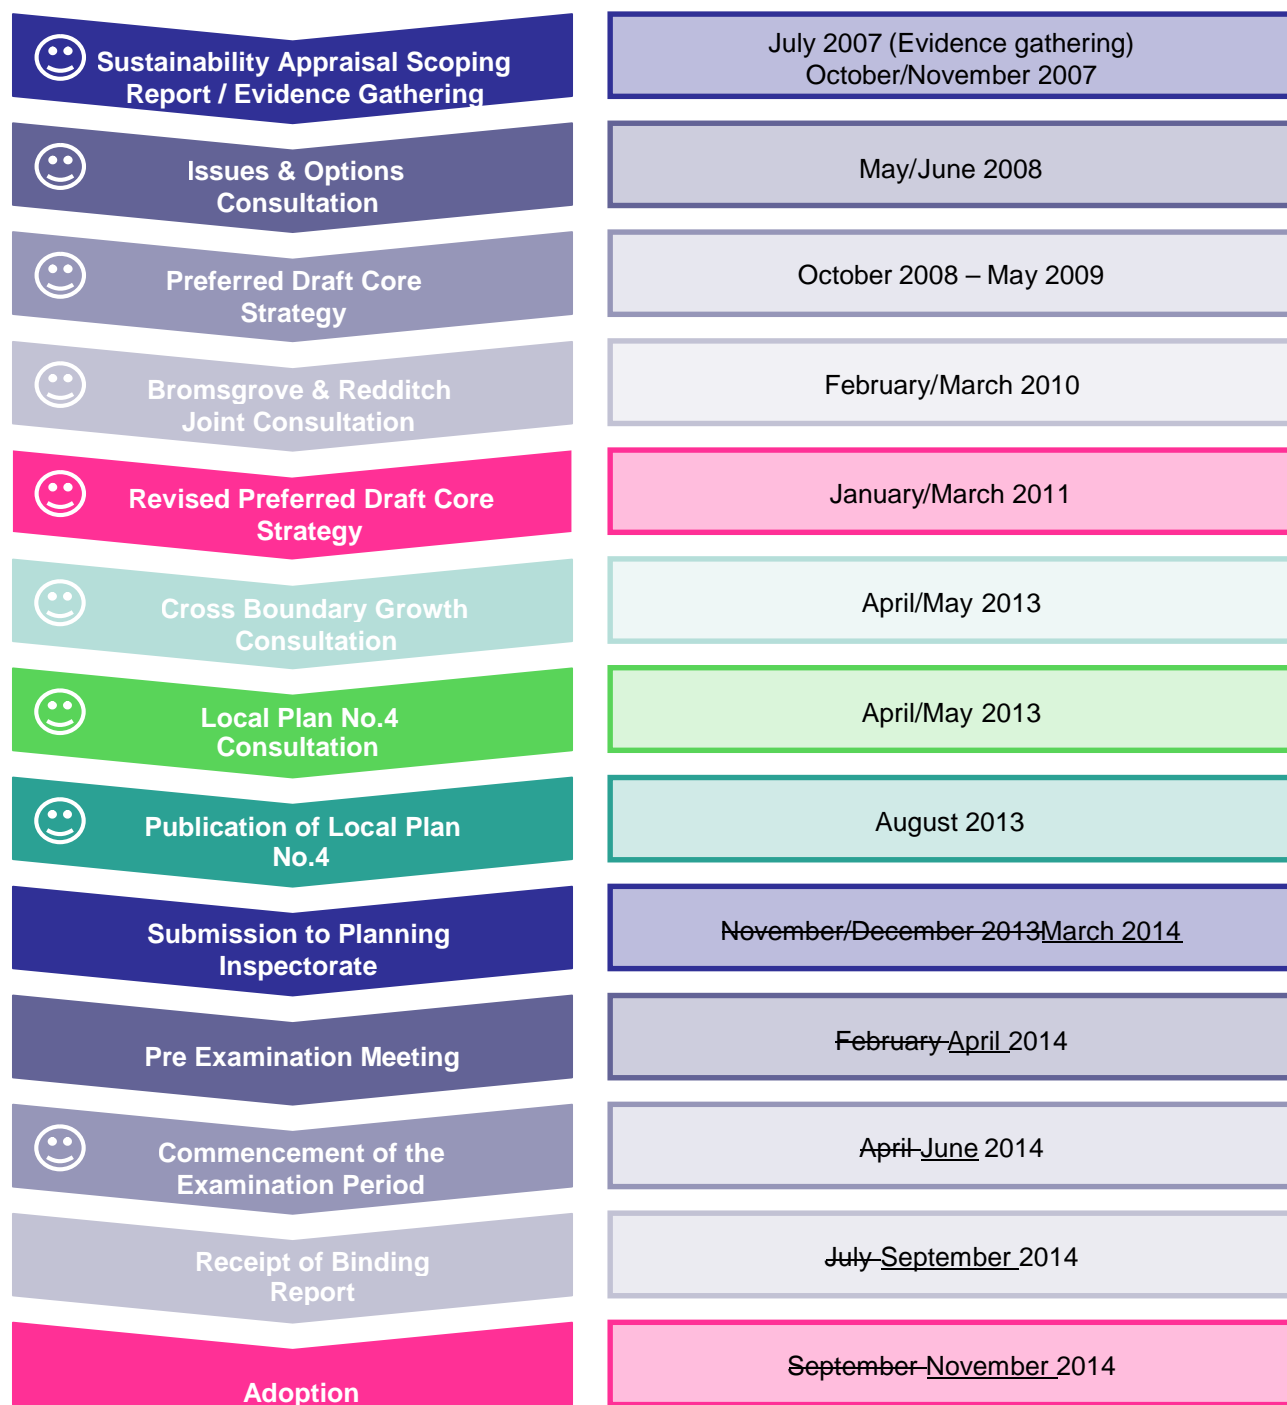 Sustainability Appraisal Scoping
Report / Evidence Gathering
July 2007 (Evidence gathering)
October/November 2007
Issues & Options
Consultation
May/June 2008
Preferred Draft Core
Strategy
October 2008 – May 2009
Bromsgrove & Redditch
Joint Consultation
February/March 2010
Revised Preferred Draft Core
Strategy
January/March 2011
Cross Boundary Growth
Consultation
April/May 2013
Local Plan No.4
Consultation
April/May 2013
Publication of Local Plan
No.4
August 2013
Submission to Planning
Inspectorate
November/December 2013March 2014
Pre Examination Meeting
February April 2014
Commencement of the
Examination Period
April June 2014
Receipt of Binding
Report
July September 2014
Adoption
September November 2014